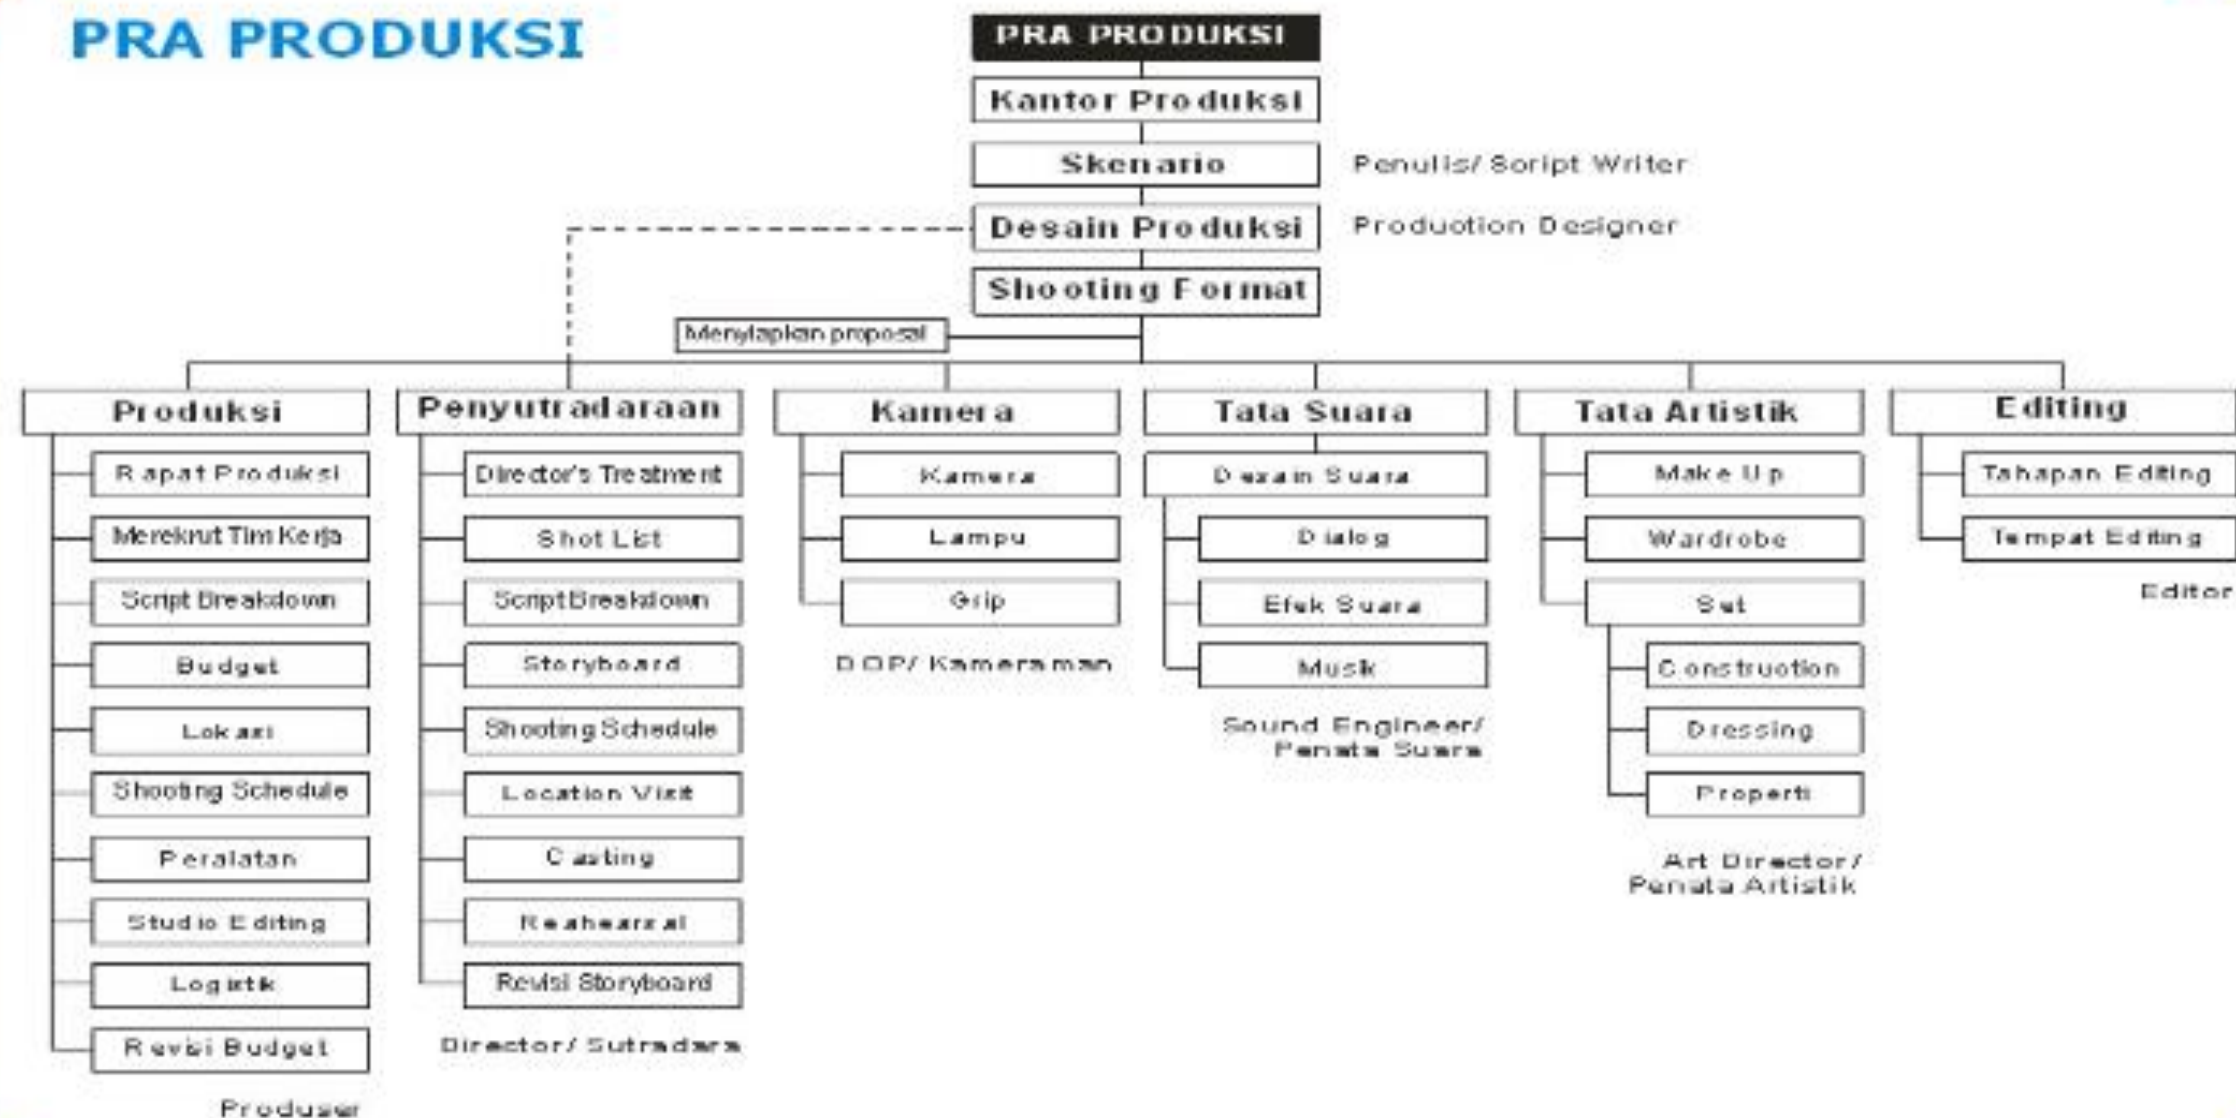 PRA PRODUKSI
PRA PRODUKSI
Kantor Produksi
Skenario
Penulis/ Script Writer
Desain Produksi
Production Designer
Shooting Format
Menyiapkan proposal
Produksi
Rapat Produksi
Merekrut Tim Kerja
Script Breakdown
Budget
Lokasi
Shooting Schedule
Peralatan
Studio Editing
Logistik
Revisi Budget
Produser
Penyutradaraan
Director's Treatment
Shot List
Script Breakdown
Storyboard
Shooting Schedule
Location Visit
Casting
Reahearsal
Revisi Storyboard
Director/ Sutradara
Kamera
Kamera
Lampu
Grip
DOP/ Kameraman
Tata Suara
Desain Suara
Dialog
Efek Suara
Musik
Sound Engineer/
Penata Suara
Tata Artistik
Make Up
Wardrobe
Set
Construction
Dressing
Properti
Art Director/
Penata Artistik
Editing
Tahapan Editing
Tempat Editing
Editor